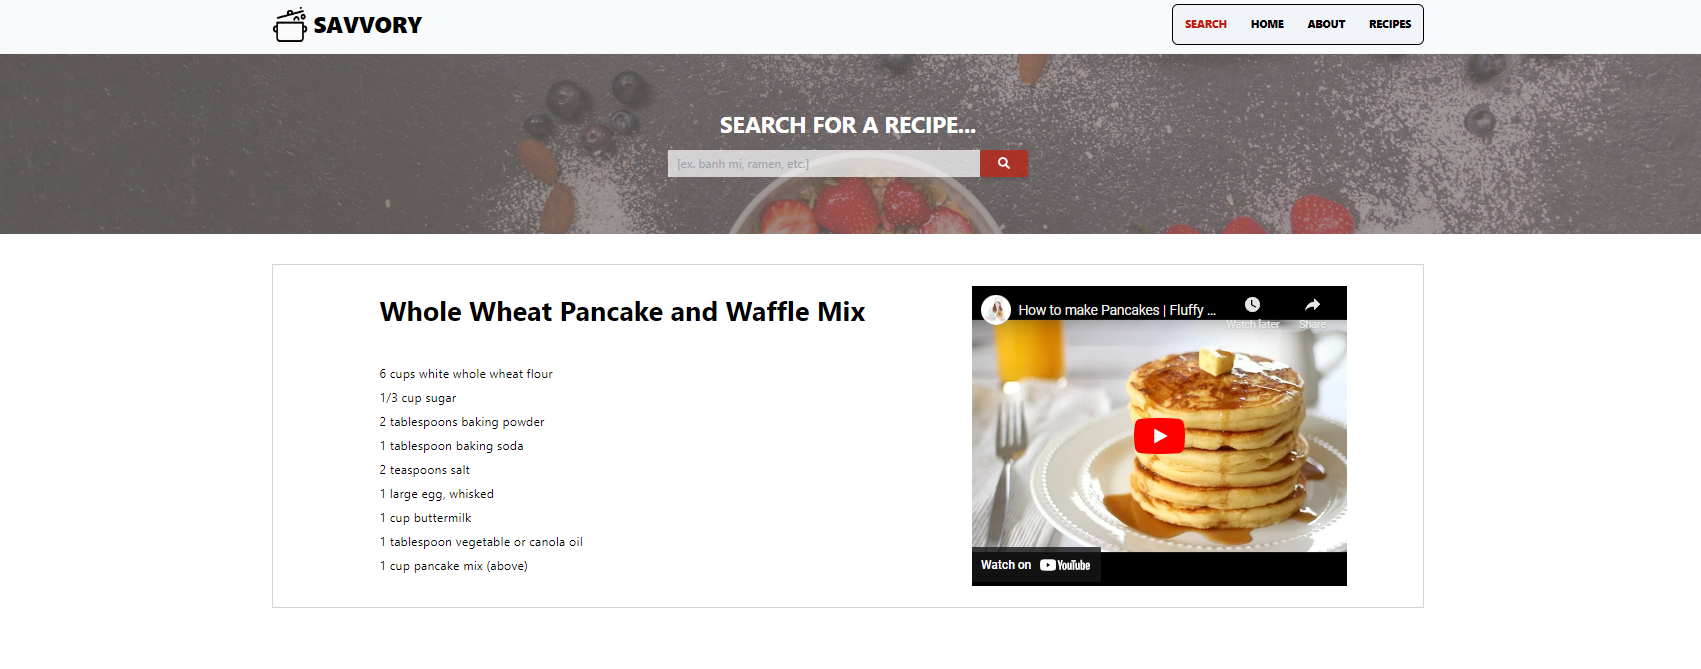 SAVVORY
SEARCH HOME ABOUT RECIPES
SEARCH FOR A RECIPE...
[ex. banh mi, ramen, etc.]
Whole Wheat Pancake and Waffle Mix
6 cups white whole wheat flour
1/3 cup sugar
2 tablespoons baking powder
1 tablespoon baking soda
2 teaspoons salt
1 large egg, whisked
1 cup buttermilk
1 tablespoon vegetable or canola oil
1 cup pancake mix (above)
How to make Pancakes | Fluffy ...
Watch later Share
Watch on YouTube